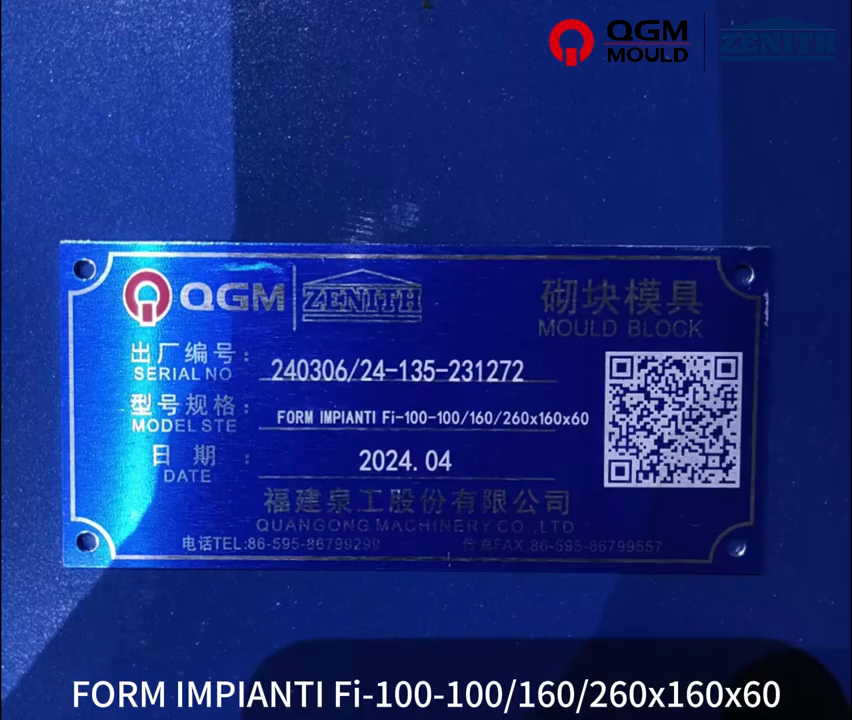 QGM
MOULD
ZENITH
QGM ZENITH
砌块模具
MOULD BLOCK
出厂编号:
SERIAL NO
240306/24-135-231272
型号规格:
MODEL STE
FORM IMPIANTI Fi-100-100/160/260x160x60
日 期 :
DATE
2024.04
福建泉工股份有限公司
QUANGONG MACHINERY CO.,LTD
电话TEL:86-595-86799299
传真FAX:86-595-86799557
FORM IMPIANTI Fi-100-100/160/260x160x60